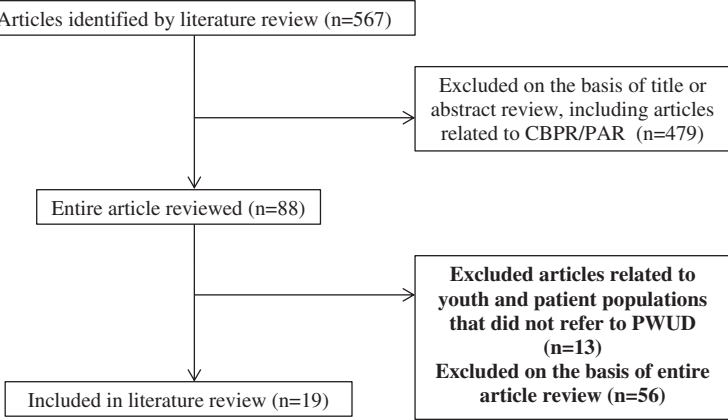 Articles identified by literature review (n=567)
Excluded on the basis of title or
abstract review, including articles
related to CBPR/PAR (n=479)
Entire article reviewed (n=88)
Excluded articles related to
youth and patient populations
that did not refer to PWUD
(n=13)
Excluded on the basis of entire
article review (n=56)
Included in literature review (n=19)